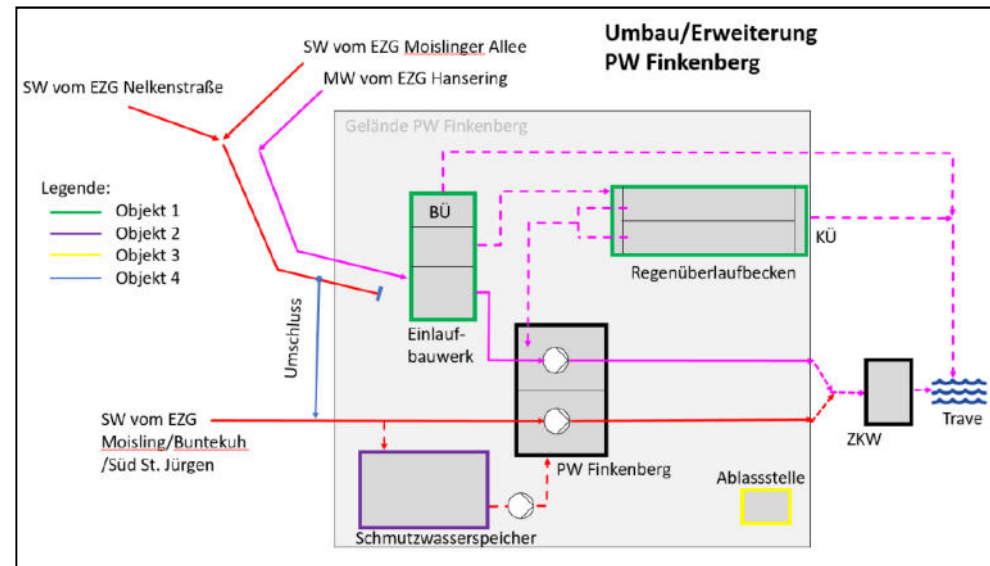 Umbau/Erweiterung
PW Finkenberg
SW vom EZG Moislinger Allee
MW vom EZG Hansering
SW vom EZG Nelkenstraße
Gelände PW Finkenberg
Legende:
Objekt 1
Objekt 2
Objekt 3
Objekt 4
BÜ
KÜ
Regenüberlaufbecken
Einlauf-
bauwerk
Umschluss
SW vom EZG
Moisling/Buntekuh
/Süd St. Jürgen
PW Finkenberg
ZKW
Trave
Ablassstelle
Schmutzwasserspeicher